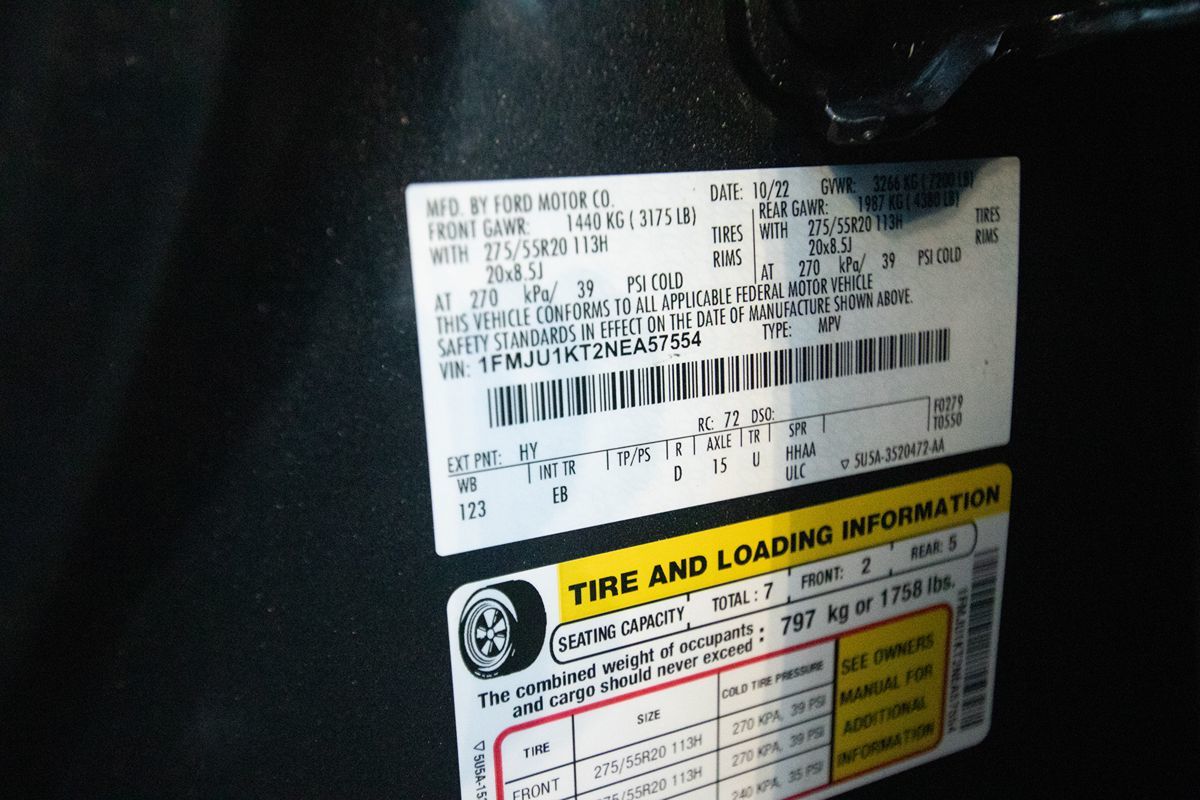 MFD. BY FORD MOTOR CO. DATE: 10/22 GVWR: 3266 KG ( 7200 LB)
FRONT GAWR: 1440 KG ( 3175 LB) REAR GAWR: 1987 KG ( 4380 LB)
WITH 275/55R20 113H TIRES WITH 275/55R20 113H TIRES
20x8.5J RIMS 20x8.5J RIMS
AT 270 kPa/ 39 PSI COLD AT 270 kPa/ 39 PSI COLD
THIS VEHICLE CONFORMS TO ALL APPLICABLE FEDERAL MOTOR VEHICLE
SAFETY STANDARDS IN EFFECT ON THE DATE OF MANUFACTURE SHOWN ABOVE.
VIN: 1FMJU1KT2NEA57554 TYPE: MPV
EXT PNT: HY RC: 72 DSO: F0279
T0550
WB INT TR TP/PS R AXLE TR SPR
123 EB D 15 U HHAA
ULC
▽ 5U5A-3520472-AA
TIRE AND LOADING INFORMATION
SEATING CAPACITY TOTAL : 7 FRONT: 2 REAR: 5
The combined weight of occupants and cargo should never exceed : 797 kg or 1758 lbs.
TIRE SIZE COLD TIRE PRESSURE
FRONT 275/55R20 113H 270 KPA, 39 PSI
275/55R20 113H 270 KPA, 39 PSI
240 KPA, 35 PSI
SEE OWNERS
MANUAL FOR
ADDITIONAL
INFORMATION
1FMJU1KT2NEA57554